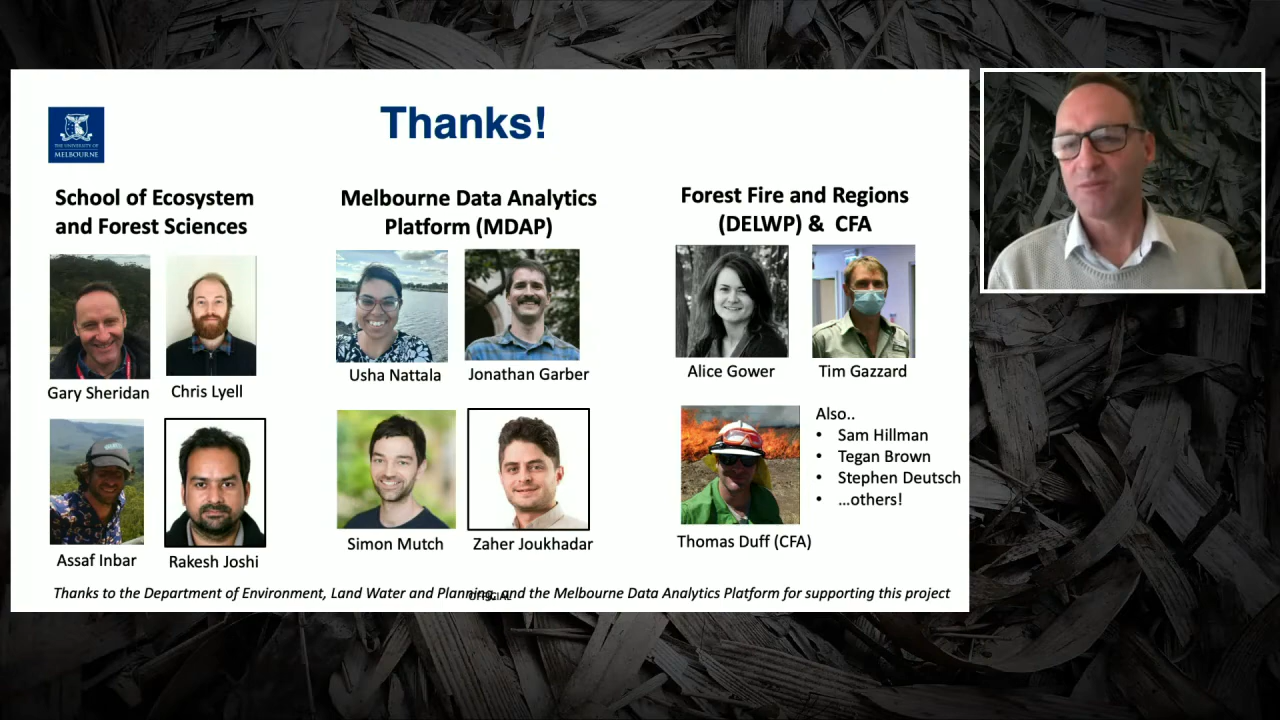 THE UNIVERSITY OF
MELBOURNE
Thanks!
School of Ecosystem
and Forest Sciences
Gary Sheridan
Chris Lyell
Assaf Inbar
Rakesh Joshi
Melbourne Data Analytics
Platform (MDAP)
Usha Nattala
Jonathan Garber
Simon Mutch
Zaher Joukhadar
Forest Fire and Regions
(DELWP) & CFA
Alice Gower
Tim Gazzard
Thomas Duff (CFA)
Also..
• Sam Hillman
• Tegan Brown
• Stephen Deutsch
• ...others!
Thanks to the Department of Environment, Land Water and Planning, and the Melbourne Data Analytics Platform for supporting this project
OFFICIAL